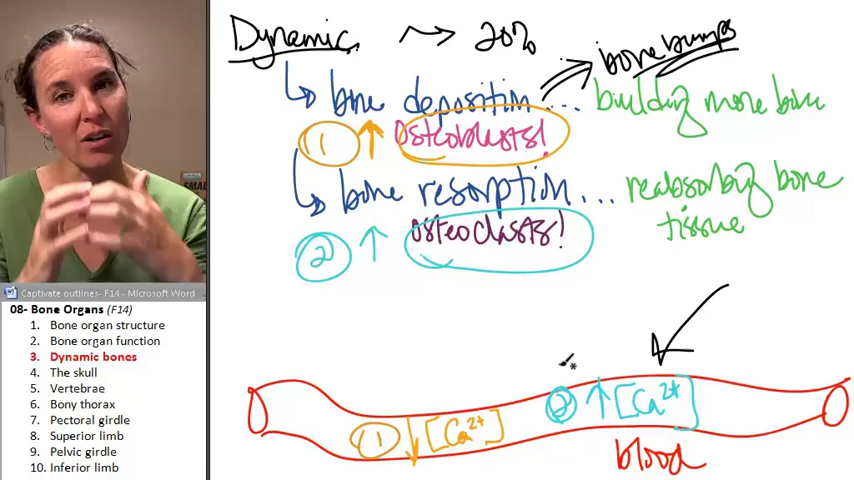 Dynamic. → 20%
bone bumps
↳ bone deposition ... building more bone
① ↑ Osteoblasts!
↳ bone resorption ... reabsorbing bone
tissue
② ↑ Osteoclasts!
Captivate outlines- F14 - Microsoft Word
08- Bone Organs (F14)
1. Bone organ structure
2. Bone organ function
3. Dynamic bones
4. The skull
5. Vertebrae
6. Bony thorax
7. Pectoral girdle
8. Superior limb
9. Pelvic girdle
10. Inferior limb
② ↑ [Ca²⁺]
① ↓ [Ca²⁺]
blood